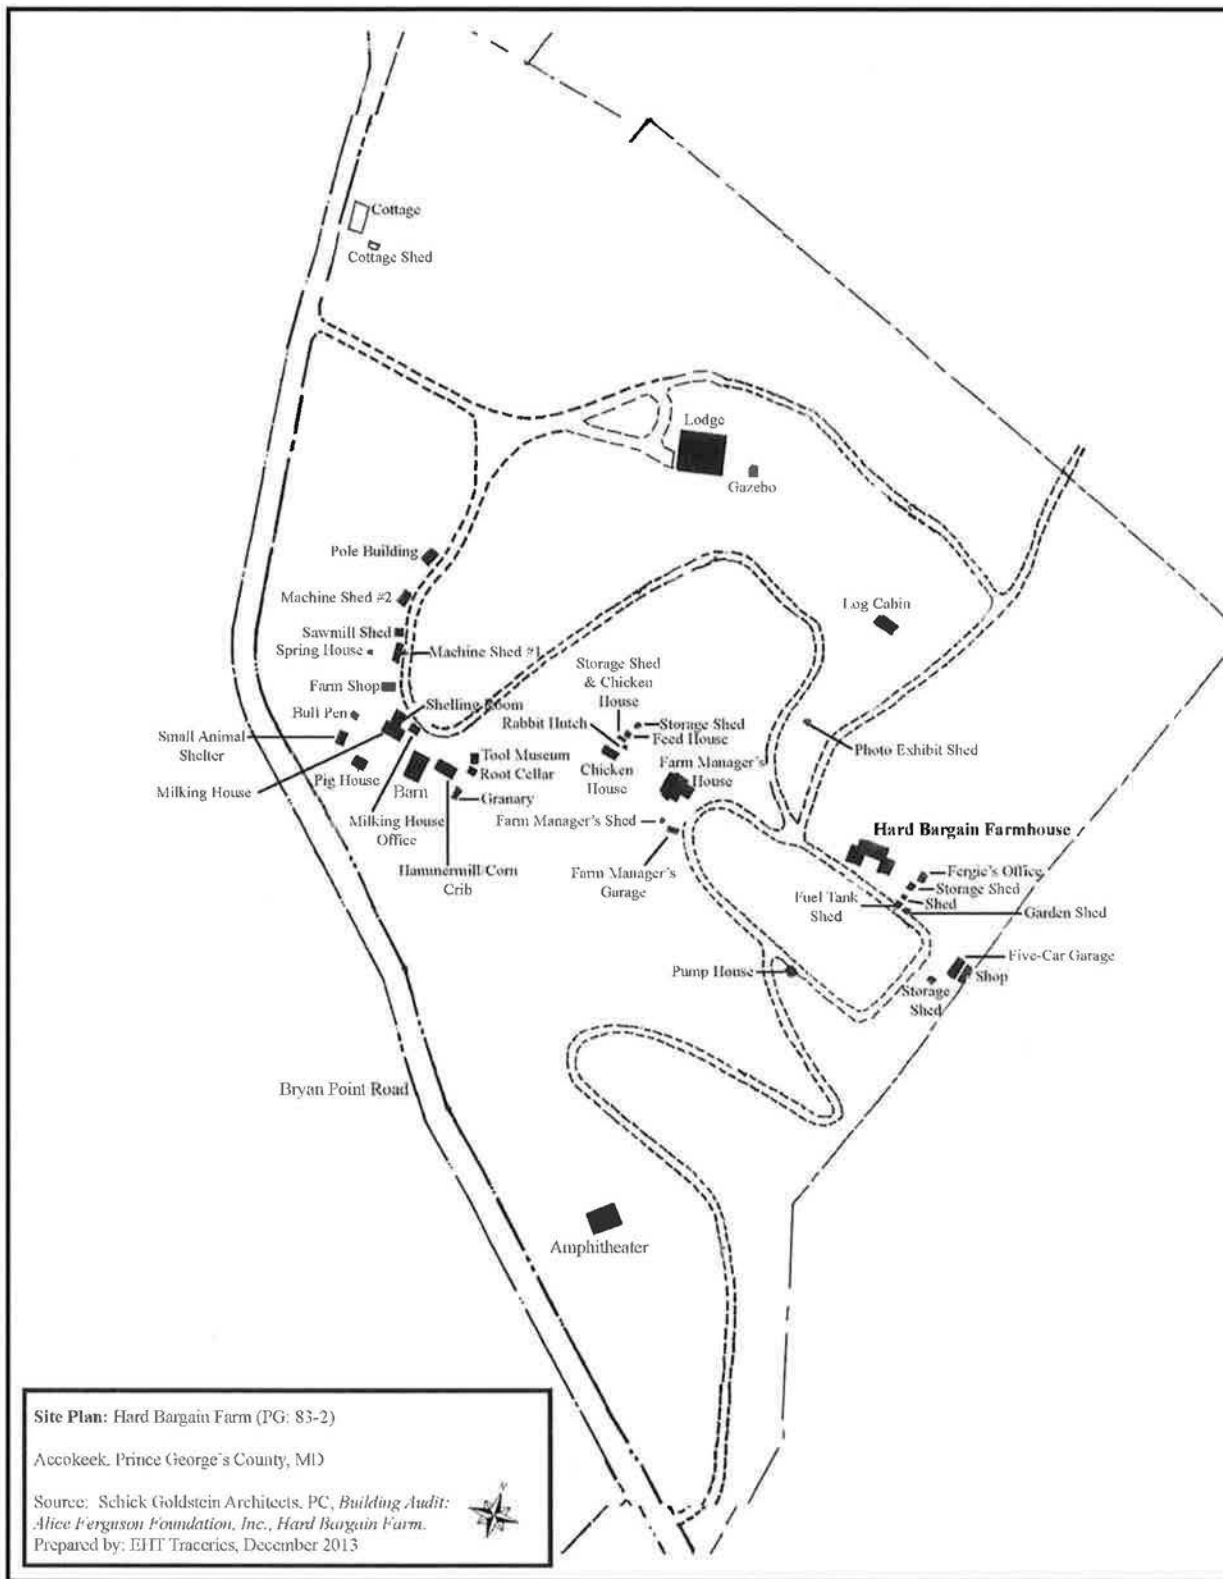 Cottage
Cottage Shed
Lodge
Gazebo
Pole Building
Machine Shed #2
Log Cabin
Sawmill Shed
Spring House
Machine Shed #1
Storage Shed
& Chicken
House
Farm Shop
Shelling Room
Bull Pen
Rabbit Hutch
Storage Shed
Feed House
Small Animal
Shelter
Photo Exhibit Shed
Tool Museum
Root Cellar
Chicken
House
Farm Manager's
House
Pig House
Milking House
Barn
Granary
Milking House
Office
Farm Manager's Shed
Hard Bargain Farmhouse
Hammermill/Corn
Crib
Farm Manager's
Garage
Fergie's Office
Storage Shed
Shed
Fuel Tank
Shed
Garden Shed
Five-Car Garage
Pump House
Shop
Storage
Shed
Bryan Point Road
Amphitheater
Site Plan: Hard Bargain Farm (PG: 83-2)
Accokeek, Prince George's County, MD
Source: Schick Goldstein Architects, PC, Building Audit:
Alice Ferguson Foundation, Inc., Hard Bargain Farm.
Prepared by: EHT Traceries, December 2013
N